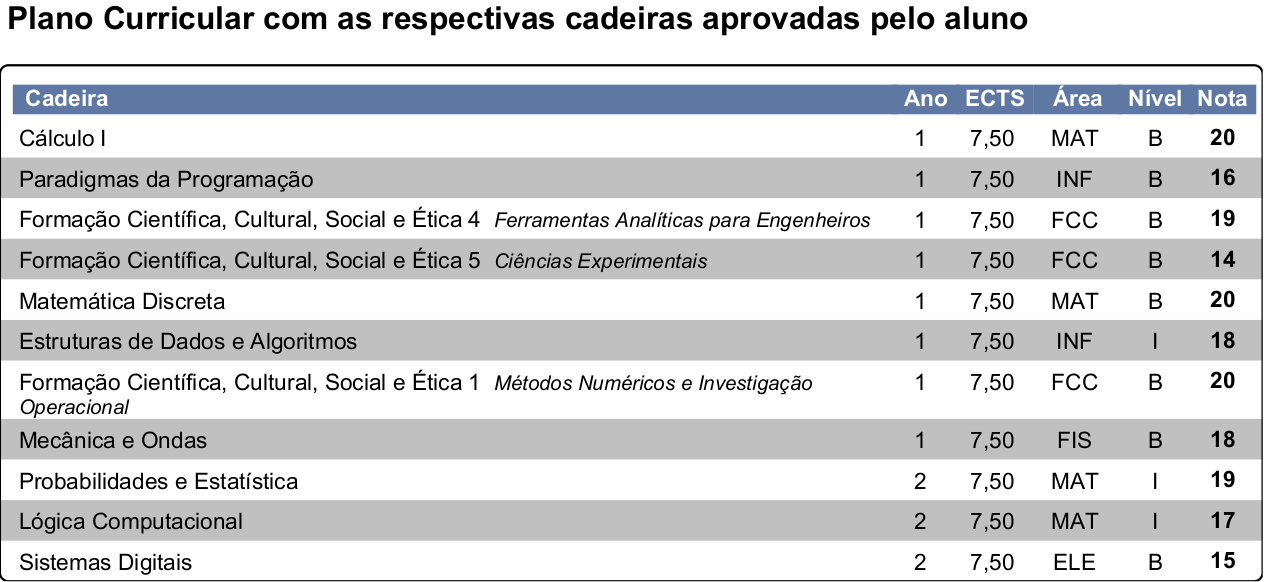 Plano Curricular com as respectivas cadeiras aprovadas pelo aluno
Cadeira Ano ECTS Área Nível Nota
Cálculo I 1 7,50 MAT B 20
Paradigmas da Programação 1 7,50 INF B 16
Formação Científica, Cultural, Social e Ética 4 Ferramentas Analíticas para Engenheiros 1 7,50 FCC B 19
Formação Científica, Cultural, Social e Ética 5 Ciências Experimentais 1 7,50 FCC B 14
Matemática Discreta 1 7,50 MAT B 20
Estruturas de Dados e Algoritmos 1 7,50 INF I 18
Formação Científica, Cultural, Social e Ética 1 Métodos Numéricos e Investigação 1 7,50 FCC B 20
Operacional
Mecânica e Ondas 1 7,50 FIS B 18
Probabilidades e Estatística 2 7,50 MAT I 19
Lógica Computacional 2 7,50 MAT I 17
Sistemas Digitais 2 7,50 ELE B 15